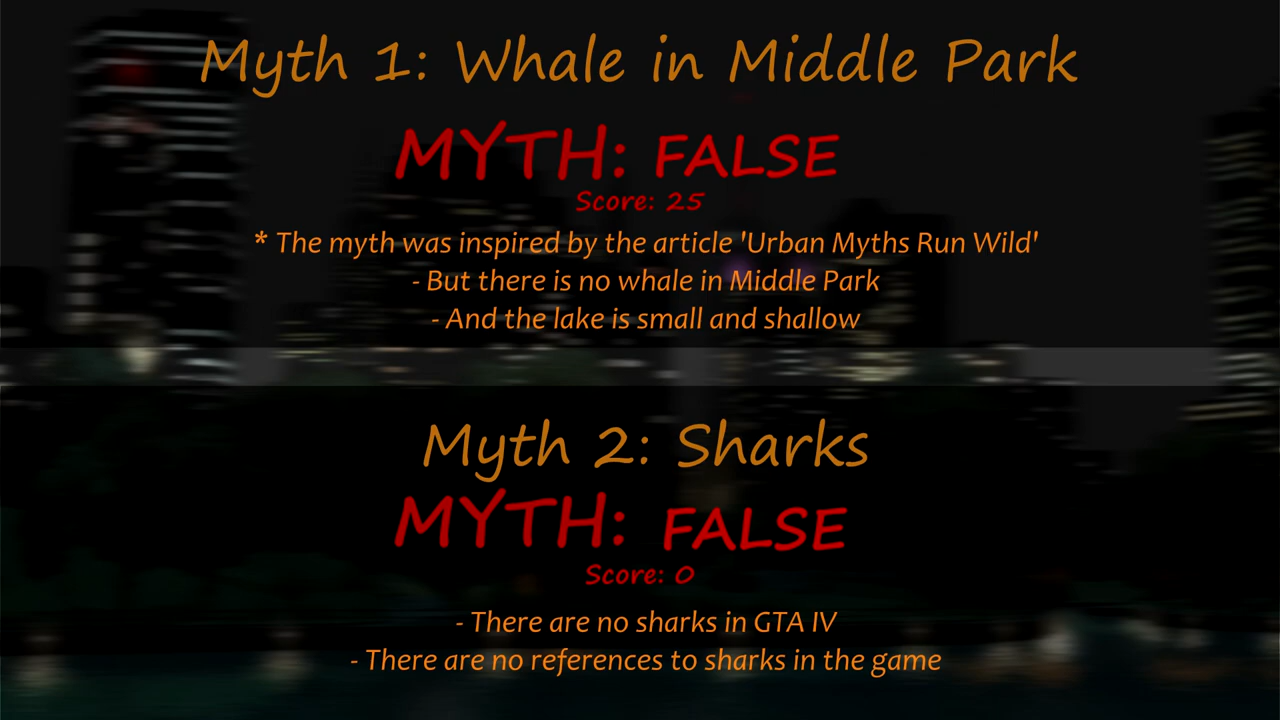 Myth 1: Whale in Middle Park
MYTH: FALSE
Score: 25
* The myth was inspired by the article 'Urban Myths Run Wild'
- But there is no whale in Middle Park
- And the lake is small and shallow
Myth 2: Sharks
MYTH: FALSE
Score: 0
- There are no sharks in GTA IV
- There are no references to sharks in the game